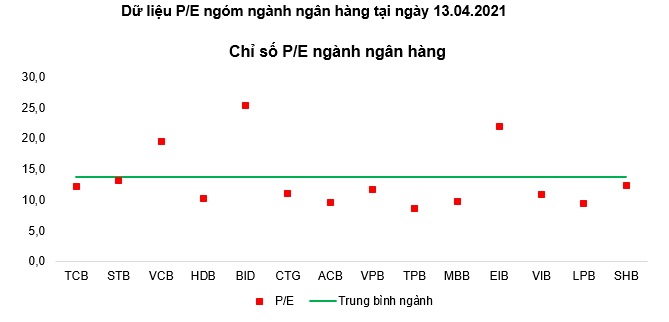 Dữ liệu P/E ngóm ngành ngân hàng tại ngày 13.04.2021
Chỉ số P/E ngành ngân hàng
30,0
25,0
20,0
15,0
10,0
5,0
0,0
TCB STB VCB HDB BID CTG ACB VPB TPB MBB EIB VIB LPB SHB
P/E Trung bình ngành